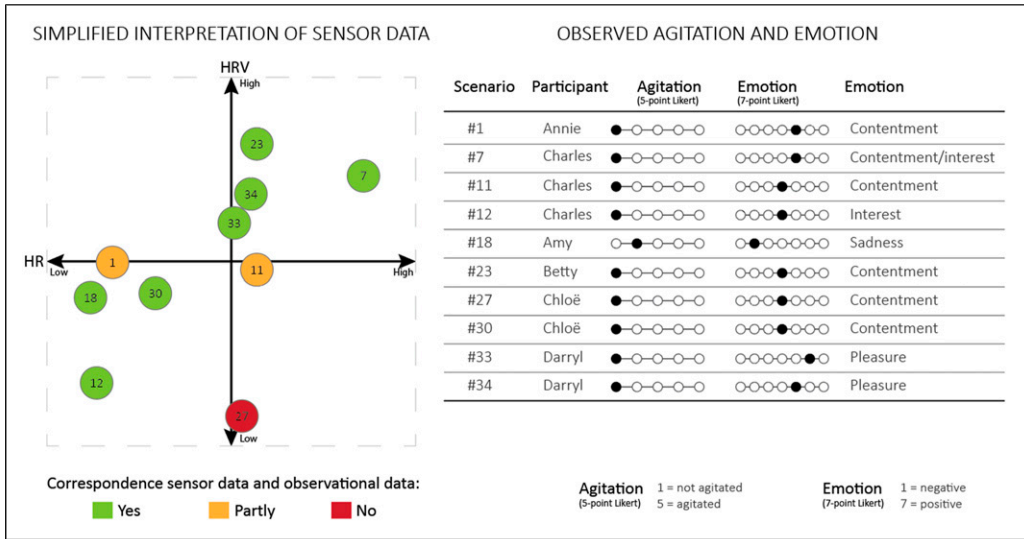 SIMPLIFIED INTERPRETATION OF SENSOR DATA
HRV
High
23
7
34
33
HR
Low
High
1
11
18
30
12
27
Low
Correspondence sensor data and observational data:
Yes
Partly
No
OBSERVED AGITATION AND EMOTION
Scenario Participant Agitation Emotion Emotion
(5-point Likert) (7-point Likert)
#1 Annie Contentment
#7 Charles Contentment/interest
#11 Charles Contentment
#12 Charles Interest
#18 Amy Sadness
#23 Betty Contentment
#27 Chloë Contentment
#30 Chloë Contentment
#33 Darryl Pleasure
#34 Darryl Pleasure
Agitation 1 = not agitated
(5-point Likert) 5 = agitated
Emotion 1 = negative
(7-point Likert) 7 = positive